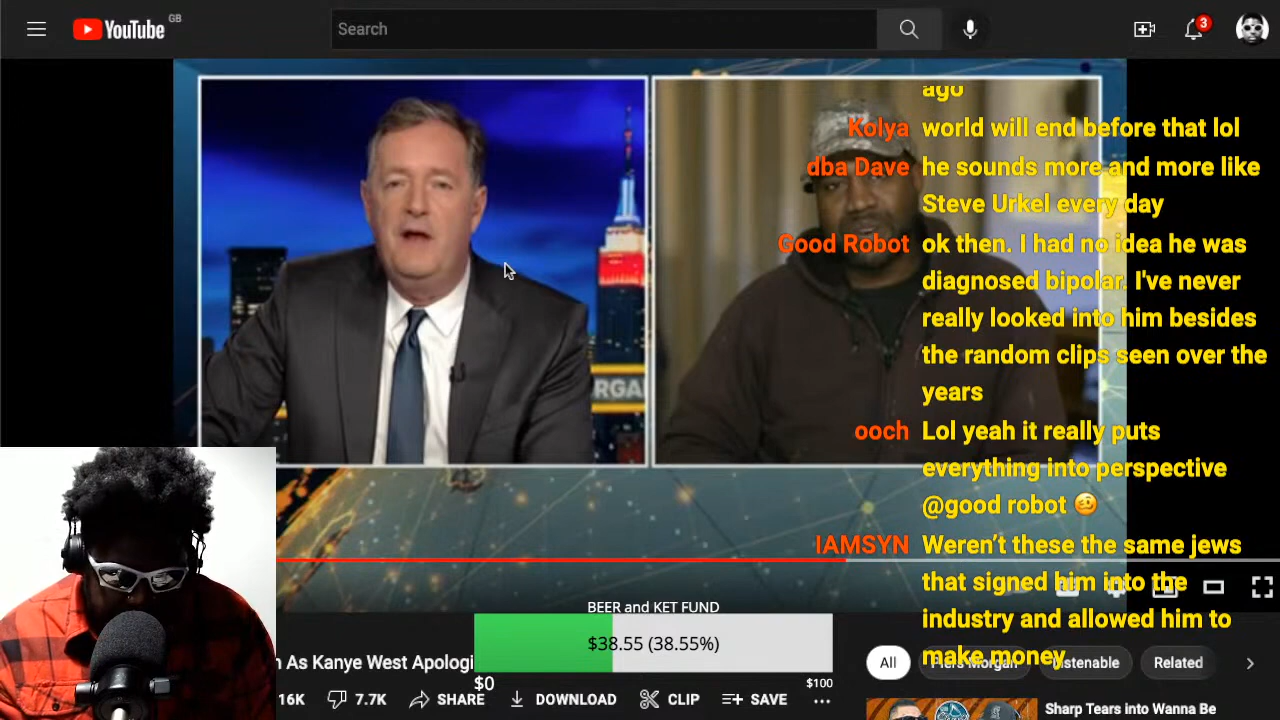 YouTube GB
Search
3
ago
Kolya world will end before that lol
dba Dave he sounds more and more like
Steve Urkel every day
Good Robot ok then. I had no idea he was
diagnosed bipolar. I've never
really looked into him besides
the random clips seen over the
years
ooch Lol yeah it really puts
everything into perspective
@good robot 🥴
IAMSYN Weren't these the same jews
that signed him into the
industry and allowed him to
make money
RGAN
BEER and KET FUND
$38.55 (38.55%)
$0
$100
As Kanye West Apologi
16K
7.7K
SHARE
DOWNLOAD
CLIP
SAVE
All
Piers Morgan
Listenable
Related
Sharp Tears into Wanna Be